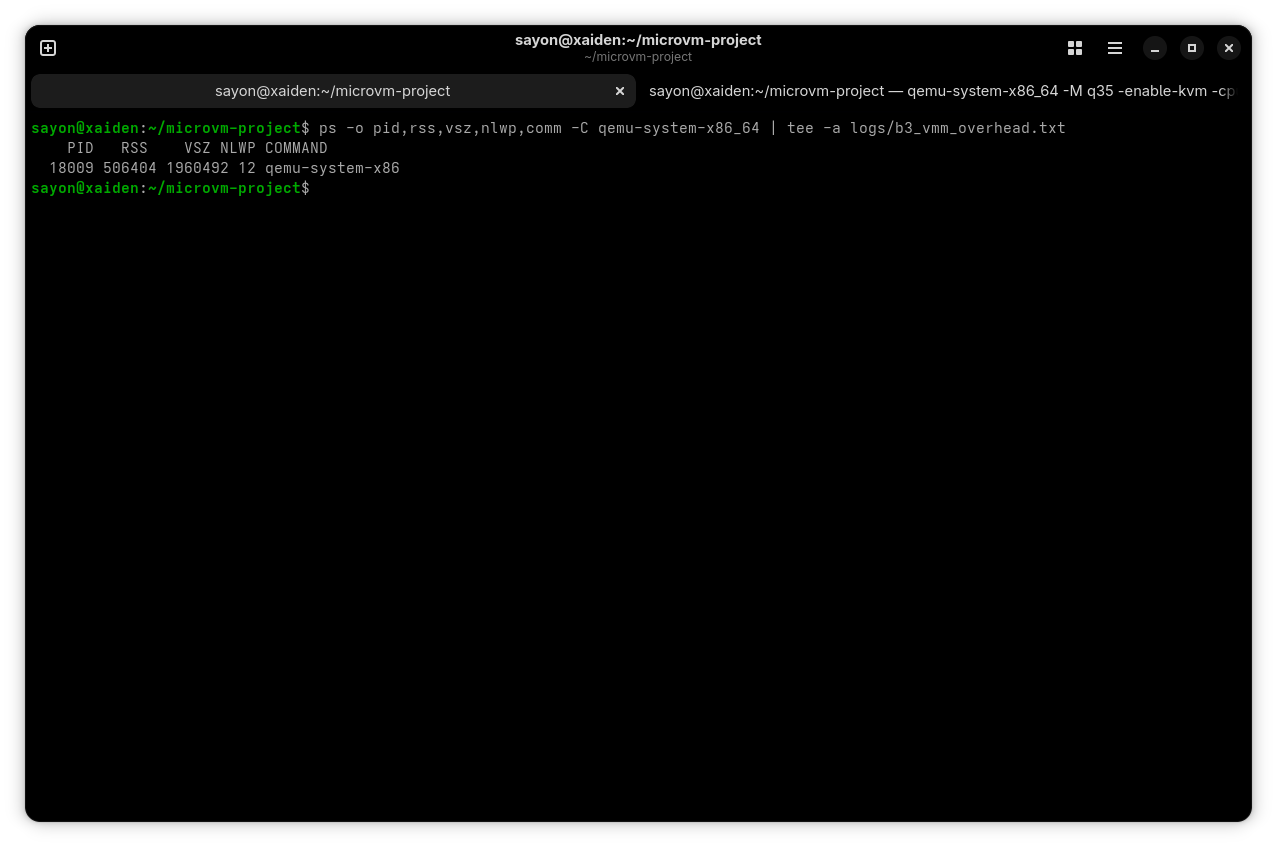 sayon@xaiden:~/microvm-project
~/microvm-project
sayon@xaiden:~/microvm-project
sayon@xaiden:~/microvm-project — qemu-system-x86_64 -M q35 -enable-kvm -cp
sayon@xaiden:~/microvm-project$ ps -o pid,rss,vsz,nlwp,comm -C qemu-system-x86_64 | tee -a logs/b3_vmm_overhead.txt
    PID   RSS    VSZ NLWP COMMAND
  18009 506404 1960492 12 qemu-system-x86
sayon@xaiden:~/microvm-project$